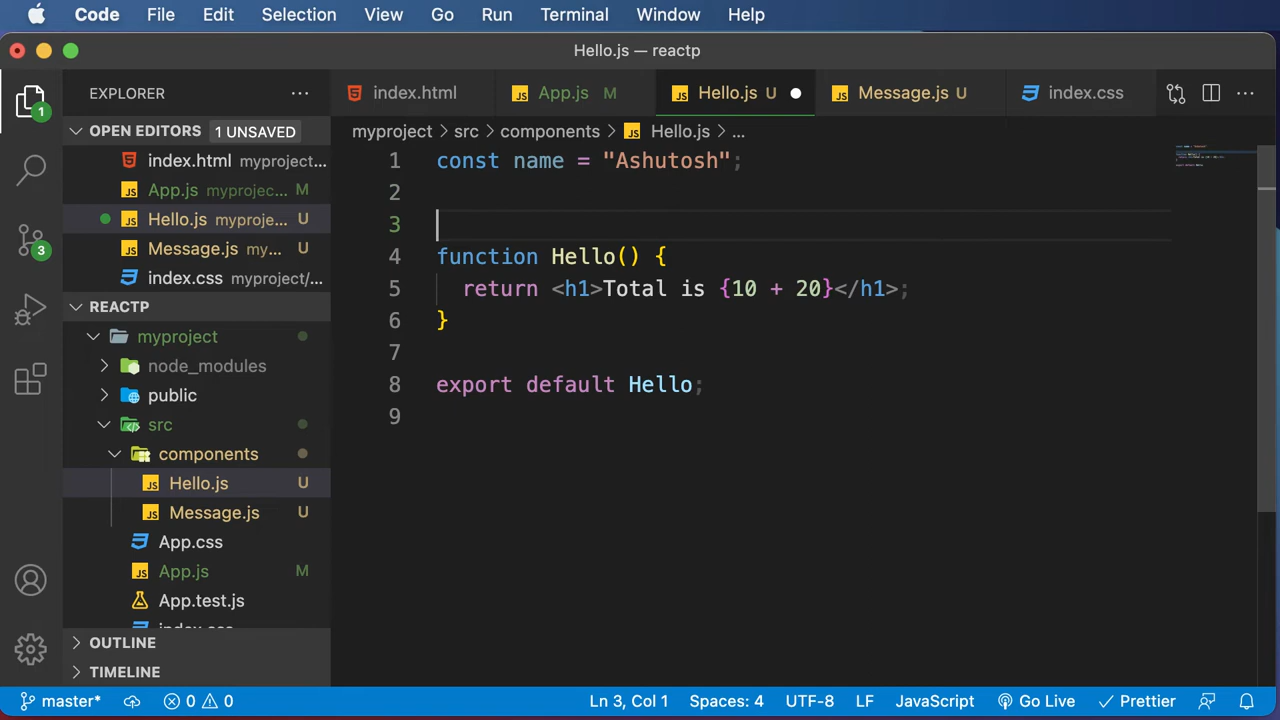 Code File Edit Selection View Go Run Terminal Window Help
Hello.js — reactp
EXPLORER ···
index.html
App.js M
Hello.js U
Message.js U
index.css
1
OPEN EDITORS 1 UNSAVED
index.html myproject...
App.js myprojec... M
Hello.js myproje... U
Message.js my... U
index.css myproject/...
3
REACTP
myproject
node_modules
public
src
components
Hello.js U
Message.js U
App.css
App.js M
App.test.js
OUTLINE
TIMELINE
myproject > src > components > Hello.js > ...
1 const name = "Ashutosh";
2
3
4 function Hello() {
5 return <h1>Total is {10 + 20}</h1>;
6 }
7
8 export default Hello;
9
master* 0 0 Ln 3, Col 1 Spaces: 4 UTF-8 LF JavaScript Go Live Prettier